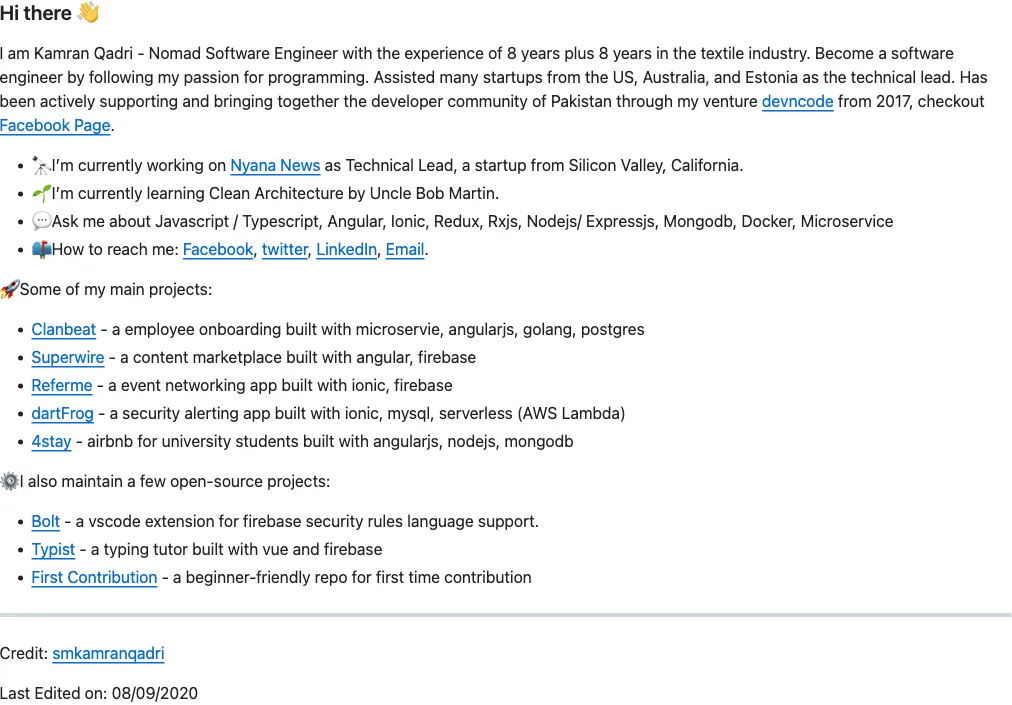 Hi there 👋
I am Kamran Qadri - Nomad Software Engineer with the experience of 8 years plus 8 years in the textile industry. Become a software
engineer by following my passion for programming. Assisted many startups from the US, Australia, and Estonia as the technical lead. Has
been actively supporting and bringing together the developer community of Pakistan through my venture devncode from 2017, checkout
Facebook Page.
• 🔭I'm currently working on Nyana News as Technical Lead, a startup from Silicon Valley, California.
• 🌱I'm currently learning Clean Architecture by Uncle Bob Martin.
• 💬Ask me about Javascript / Typescript, Angular, Ionic, Redux, Rxjs, Nodejs/ Expressjs, Mongodb, Docker, Microservice
• 📫How to reach me: Facebook, twitter, LinkedIn, Email.
🚀Some of my main projects:
• Clanbeat - a employee onboarding built with microservie, angularjs, golang, postgres
• Superwire - a content marketplace built with angular, firebase
• Referme - a event networking app built with ionic, firebase
• dartFrog - a security alerting app built with ionic, mysql, serverless (AWS Lambda)
• 4stay - airbnb for university students built with angularjs, nodejs, mongodb
⚙️I also maintain a few open-source projects:
• Bolt - a vscode extension for firebase security rules language support.
• Typist - a typing tutor built with vue and firebase
• First Contribution - a beginner-friendly repo for first time contribution
Credit: smkamranqadri
Last Edited on: 08/09/2020